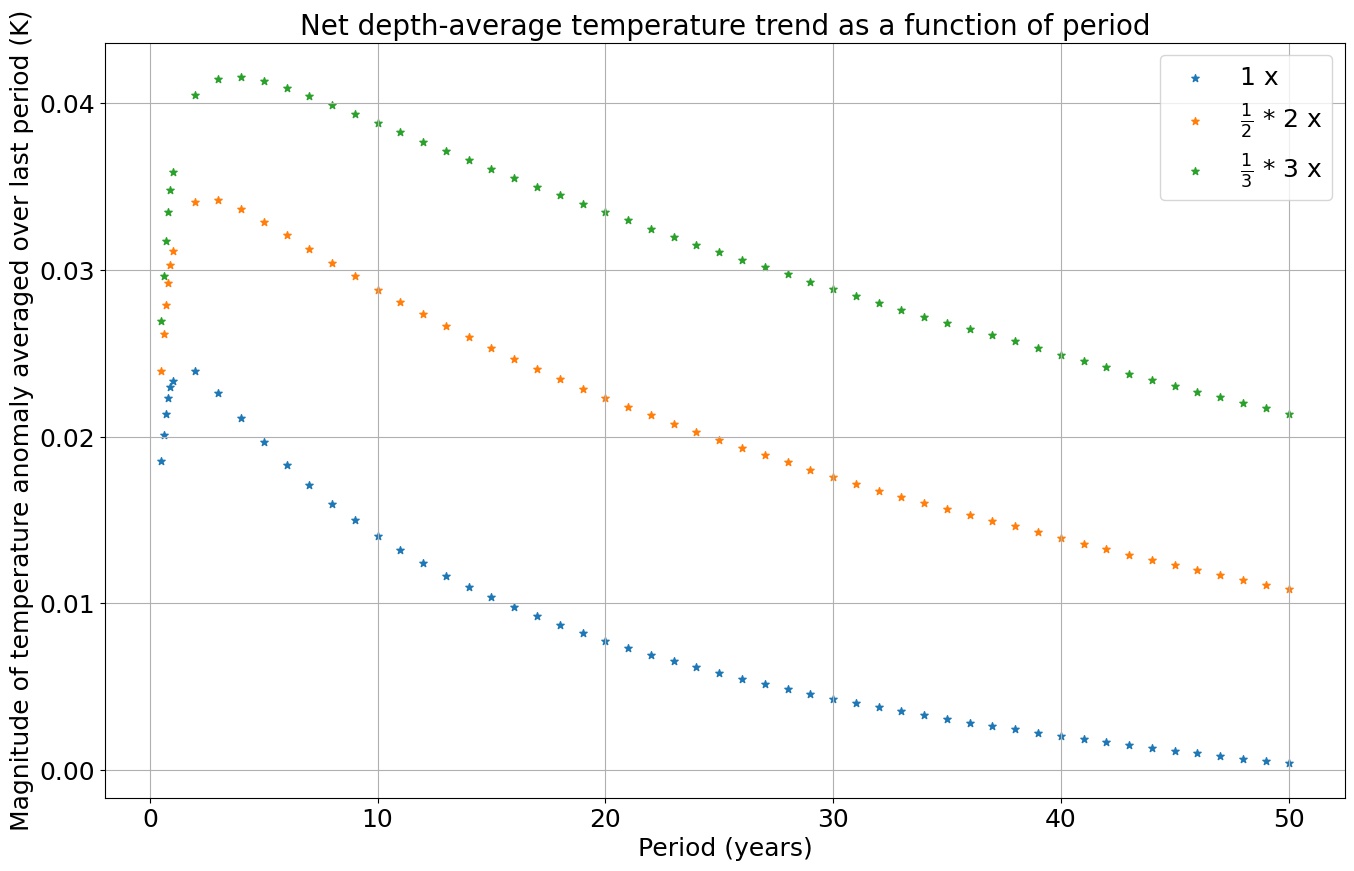 Net depth-average temperature trend as a function of period
Magnitude of temperature anomaly averaged over last period (K)
0.04
0.03
0.02
0.01
0.00
0 10 20 30 40 50
Period (years)
1 x
1/2 * 2 x
1/3 * 3 x